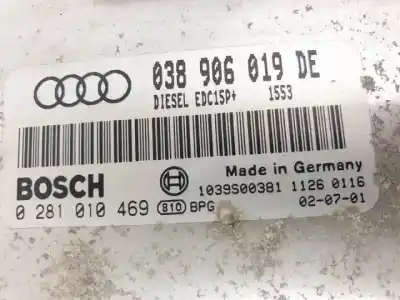 038 906 019 DE
DIESEL EDC15P+ 1553
BOSCH
Made in Germany
1039S00381 1126 0116
0 281 010 469 810 BPG
02-07-01